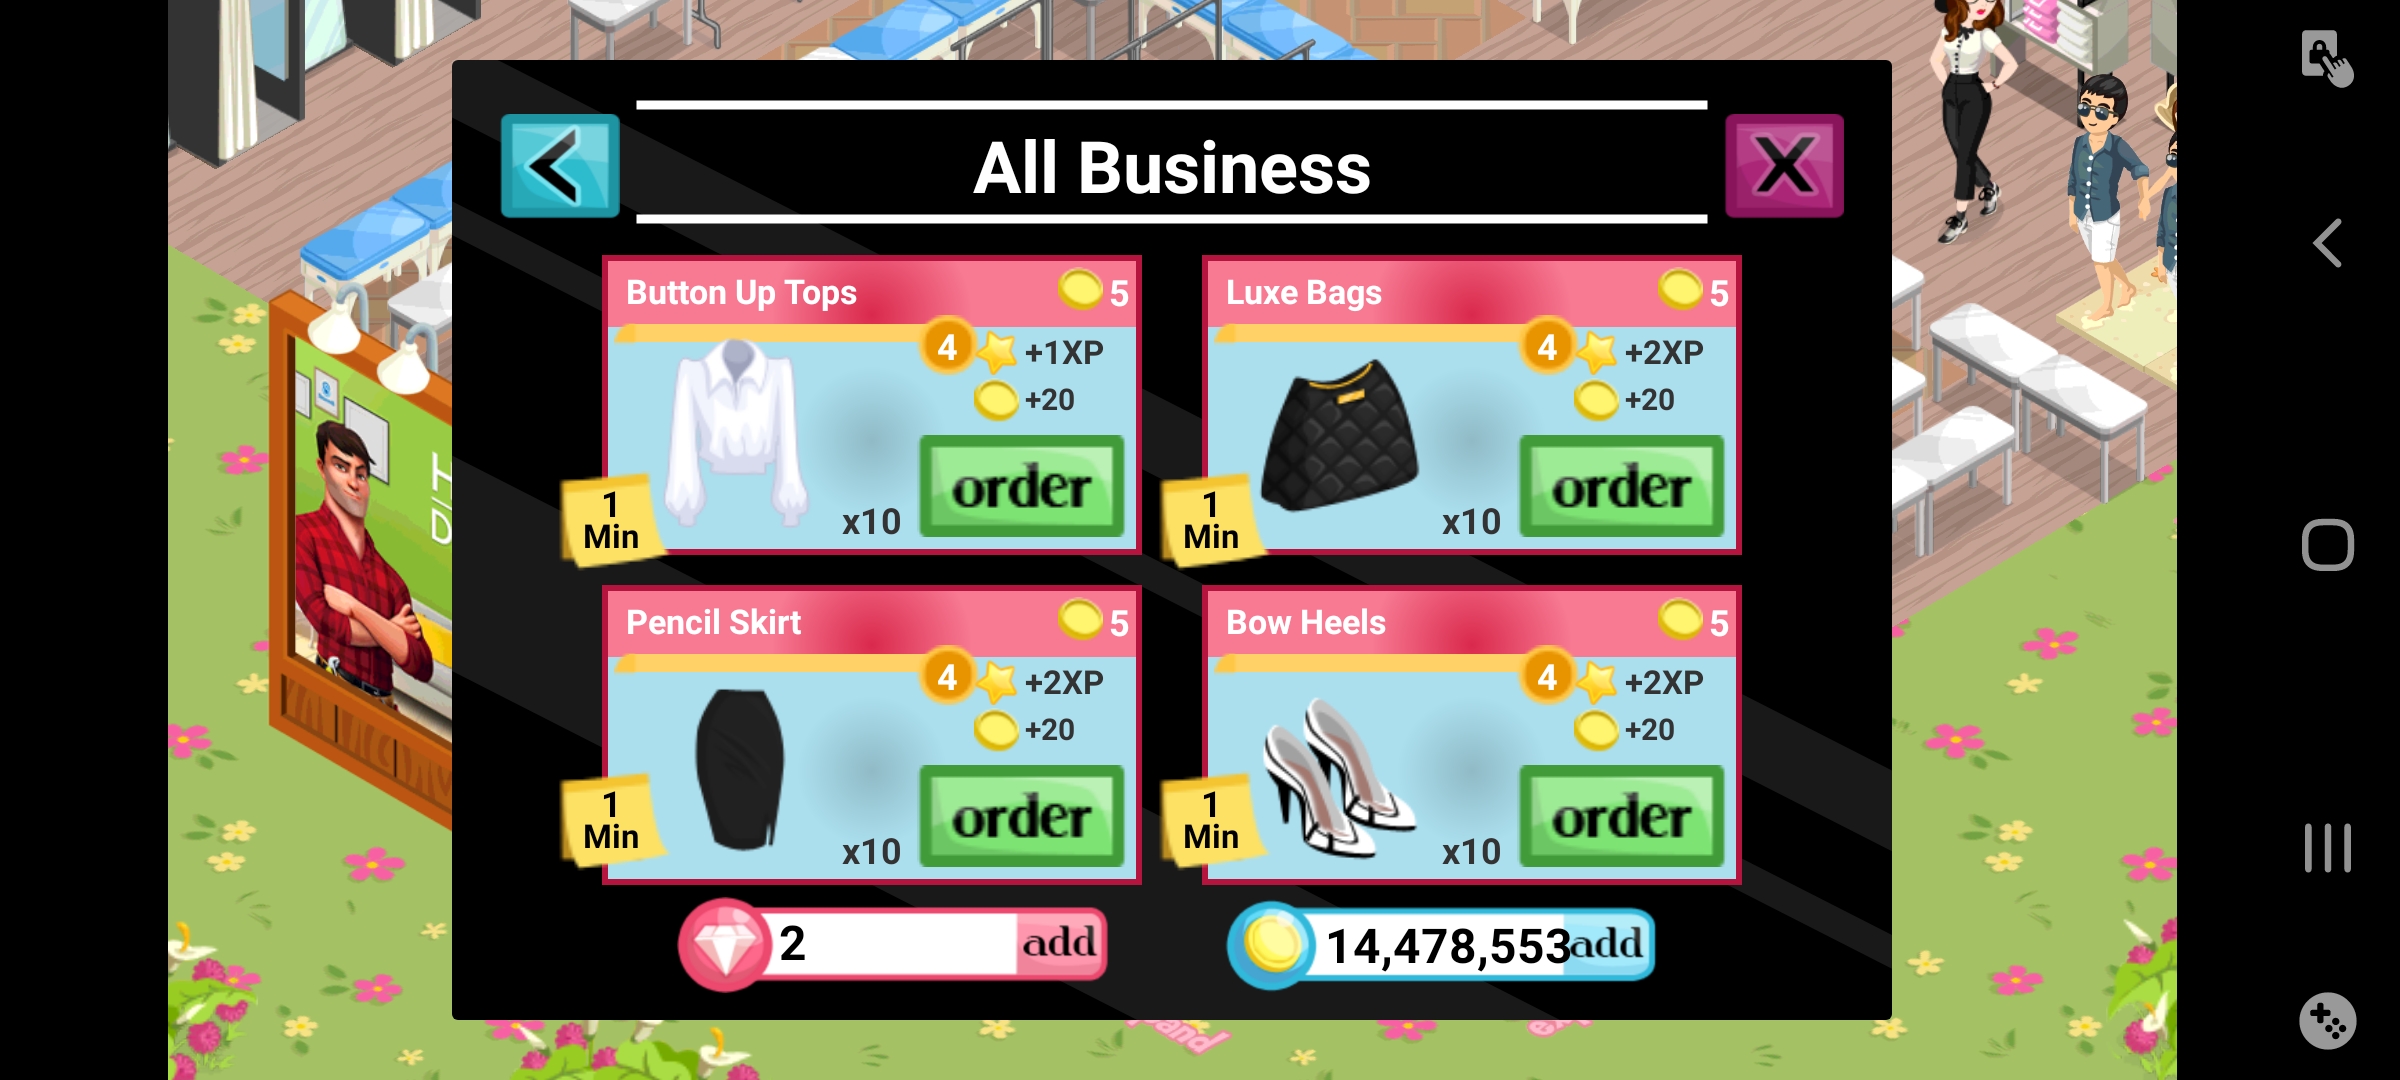 All Business
X
Button Up Tops 5
4 +1XP
+20
1
Min
x10
order
Luxe Bags 5
4 +2XP
+20
1
Min
x10
order
Pencil Skirt 5
4 +2XP
+20
1
Min
x10
order
Bow Heels 5
4 +2XP
+20
1
Min
x10
order
2 add
14,478,553 add
H
D